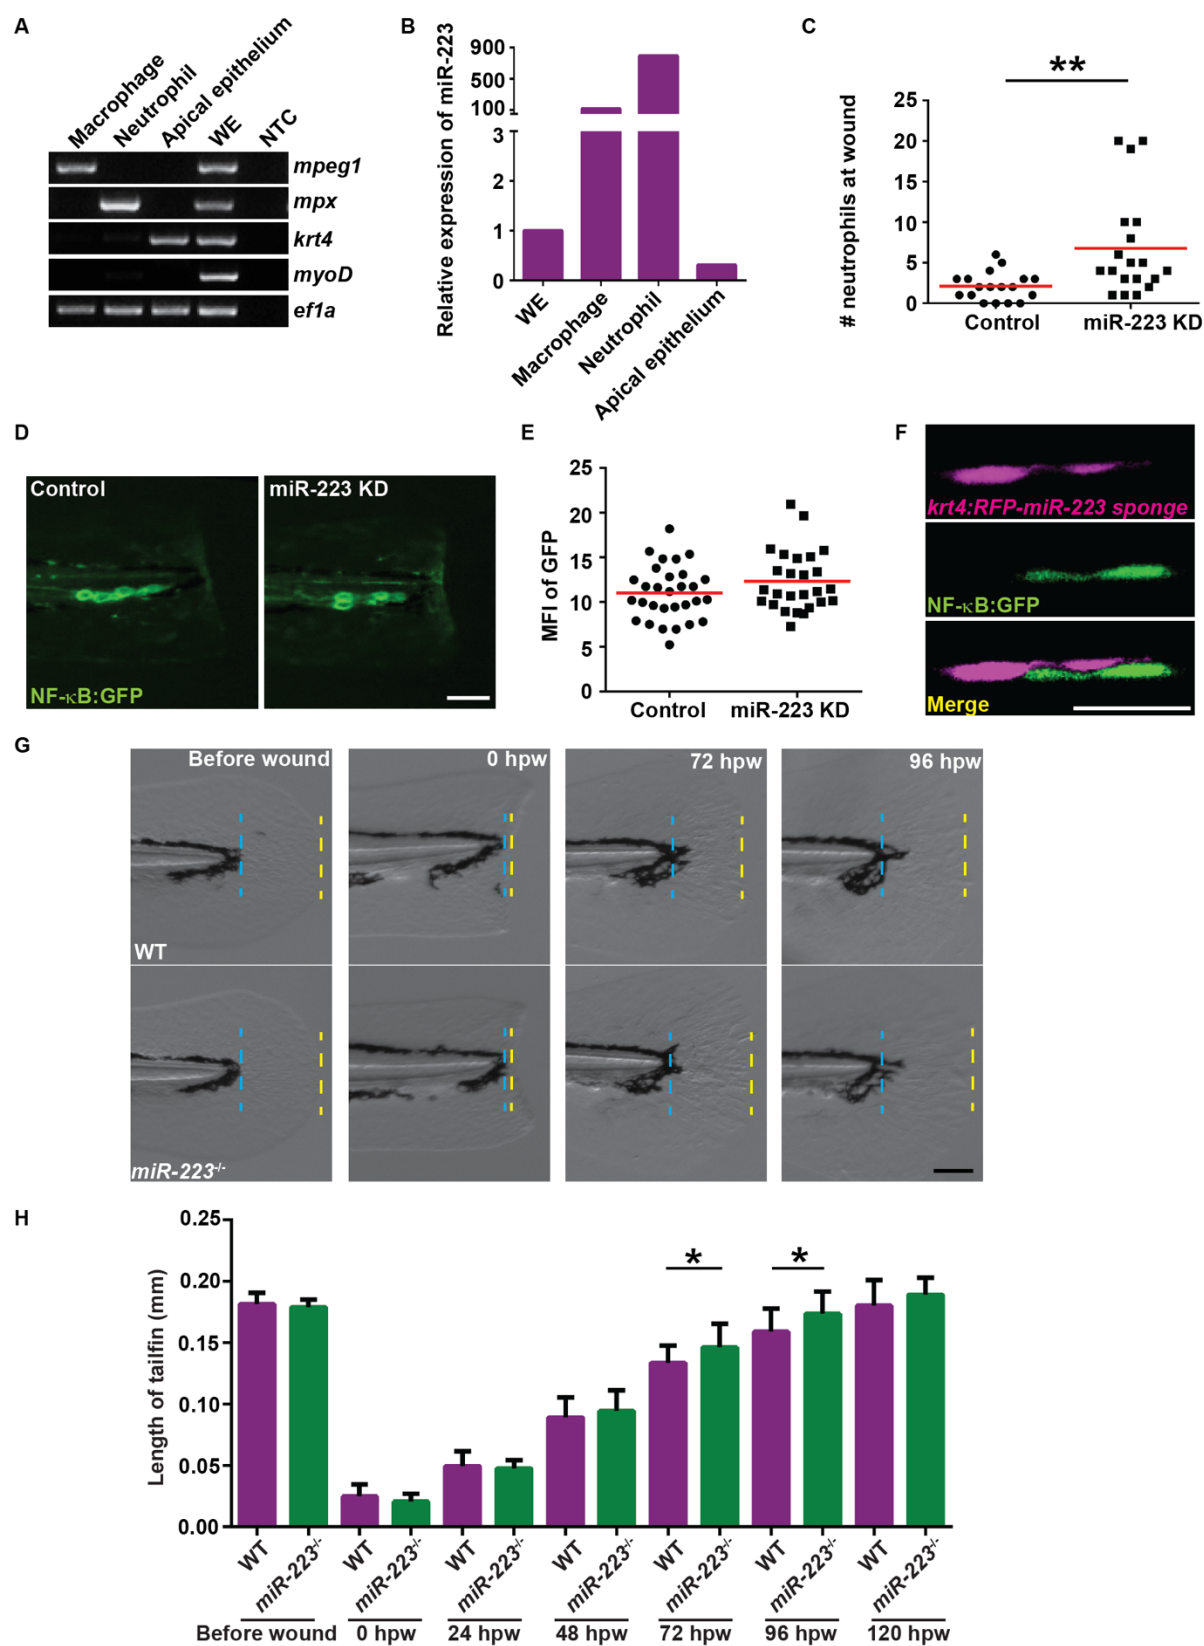 A
Macrophage
Neutrophil
Apical epithelium
WE
NTC
mpeg1
mpx
krt4
myoD
ef1a
B
Relative expression of miR-223
900
500
100
3
2
1
0
WE
Macrophage
Neutrophil
Apical epithelium
C
# neutrophils at wound
**
25
20
15
10
5
0
Control
miR-223 KD
D
Control
miR-223 KD
NF-κB:GFP
E
MFI of GFP
25
20
15
10
5
0
Control
miR-223 KD
F
krt4:RFP-miR-223 sponge
NF-κB:GFP
Merge
G
Before wound
0 hpw
72 hpw
96 hpw
WT
miR-223-/-
H
Length of tailfin (mm)
0.25
0.20
0.15
0.10
0.05
0.00
*
*
WT
miR-223-/-
WT
miR-223-/-
WT
miR-223-/-
WT
miR-223-/-
WT
miR-223-/-
WT
miR-223-/-
WT
miR-223-/-
Before wound
0 hpw
24 hpw
48 hpw
72 hpw
96 hpw
120 hpw